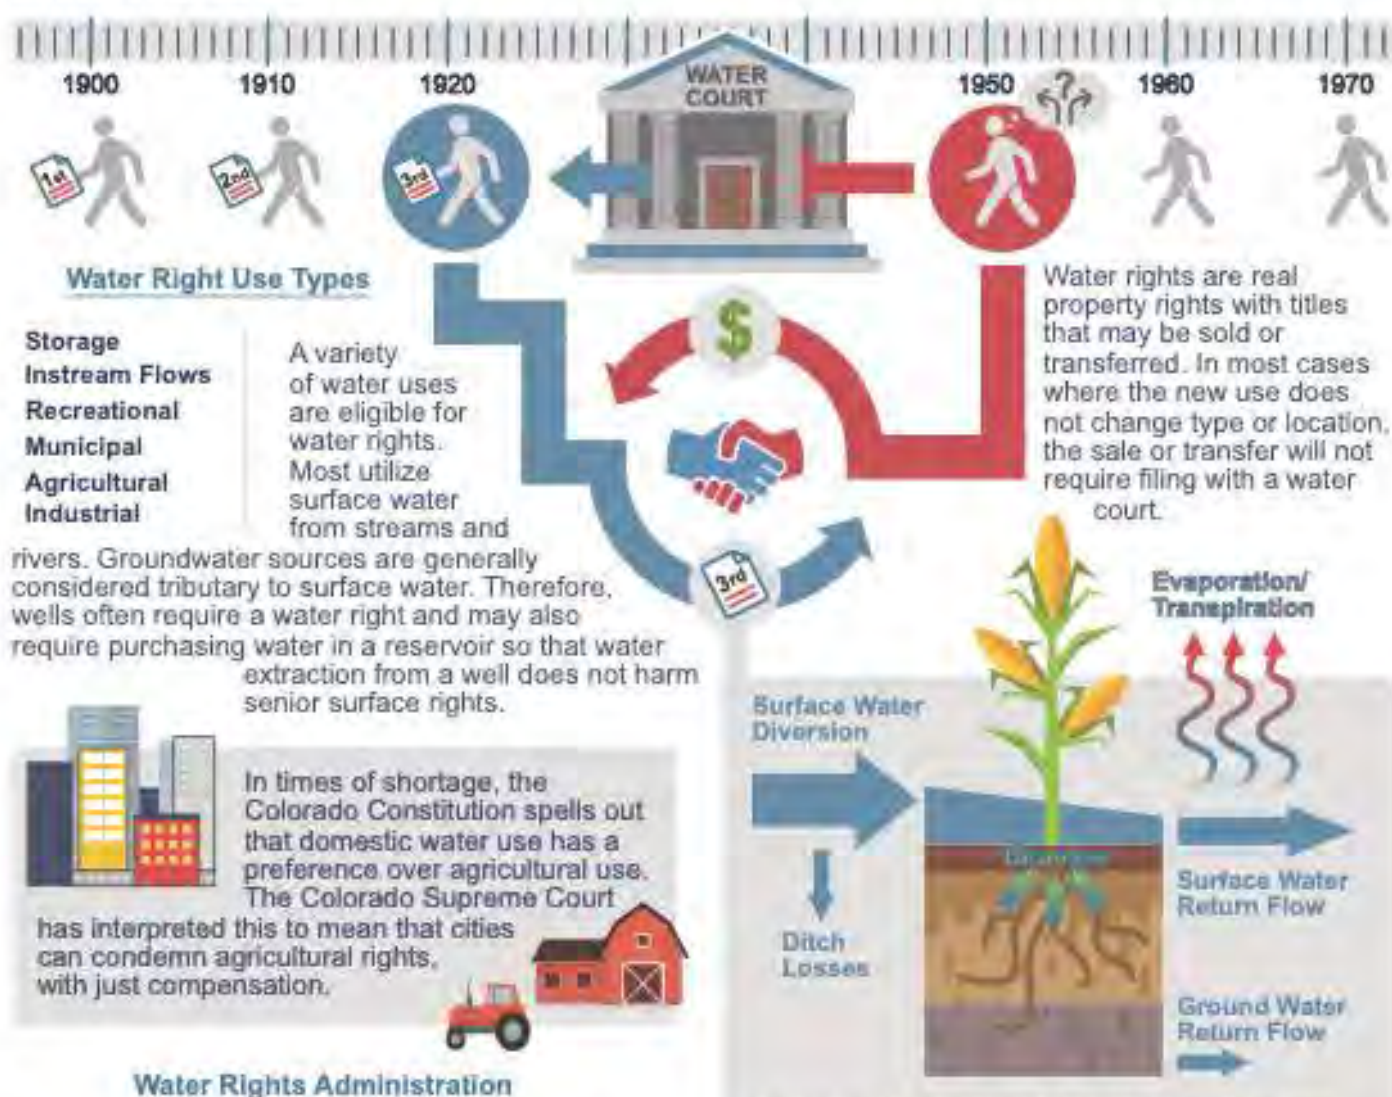 1900
1910
1920
1950
1960
1970
WATER
COURT
1st
2nd
3rd
?
Water Right Use Types
Storage
Instream Flows
Recreational
Municipal
Agricultural
Industrial
A variety
of water uses
are eligible for
water rights.
Most utilize
surface water
from streams and
rivers. Groundwater sources are generally
considered tributary to surface water. Therefore,
wells often require a water right and may also
require purchasing water in a reservoir so that water
extraction from a well does not harm
senior surface rights.
$
3rd
Water rights are real
property rights with titles
that may be sold or
transferred. In most cases
where the new use does
not change type or location,
the sale or transfer will not
require filing with a water
court.
In times of shortage, the
Colorado Constitution spells out
that domestic water use has a
preference over agricultural use.
The Colorado Supreme Court
has interpreted this to mean that cities
can condemn agricultural rights,
with just compensation.
Evaporation/
Transpiration
Surface Water
Diversion
Ditch
Losses
Surface Water
Return Flow
Ground Water
Return Flow
Water Rights Administration